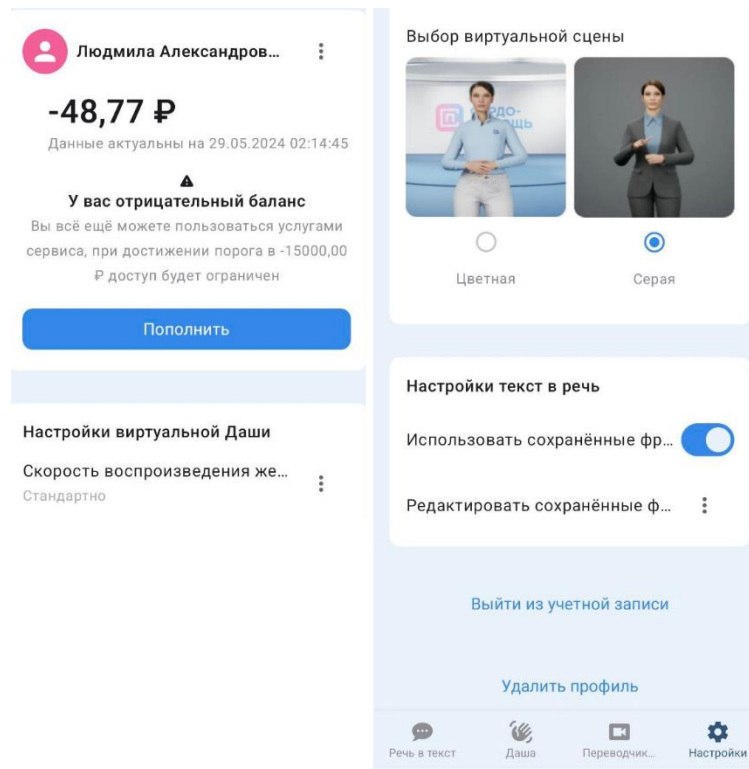 Людмила Александров...
-48,77 ₽
Данные актуальны на 29.05.2024 02:14:45
У вас отрицательный баланс
Вы всё ещё можете пользоваться услугами
сервиса, при достижении порога в -15000,00
₽ доступ будет ограничен
Пополнить
Настройки виртуальной Даши
Скорость воспроизведения же...
Стандартно
Выбор виртуальной сцены
Цветная
Серая
Настройки текст в речь
Использовать сохранённые фр...
Редактировать сохранённые ф...
Выйти из учетной записи
Удалить профиль
Речь в текст
Даша
Переводчик...
Настройки